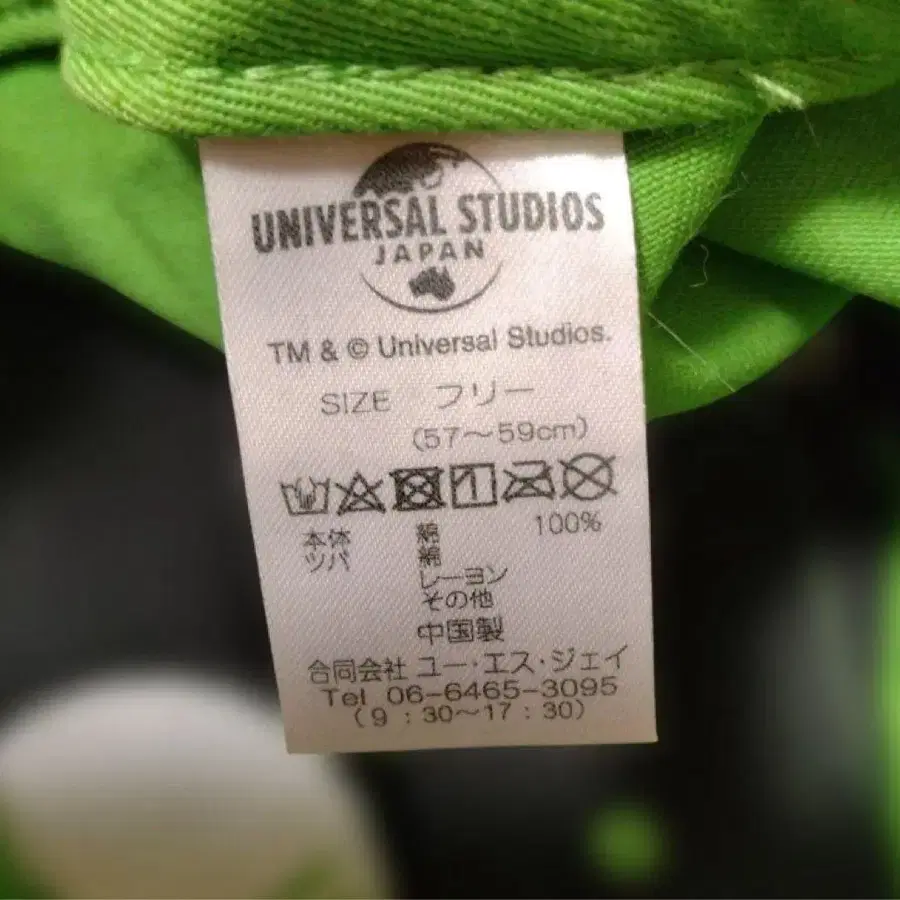 UNIVERSAL STUDIOS
JAPAN
TM & © Universal Studios.
SIZE フリー
(57〜59cm)
本体 綿 100%
ツバ 綿
レーヨン
その他
中国製
合同会社 ユー・エス・ジェイ
Tel 06-6465-3095
(9:30〜17:30)